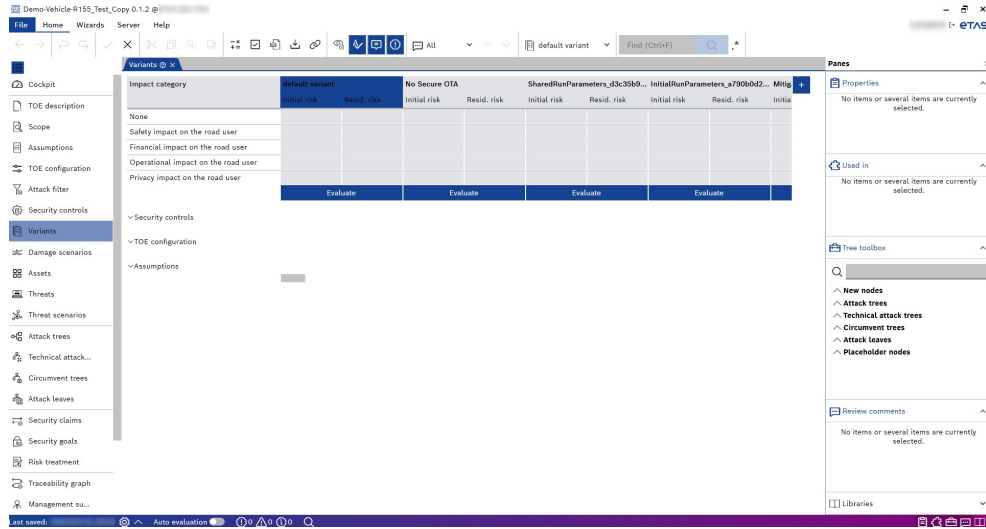 Demo-Vehicle-R155_Test_Copy 0.1.2 @
File Home Wizards Server Help
ETAS
All
default variant
Find (Ctrl+F)
.*
Variants
Panes
Cockpit
TOE description
Scope
Assumptions
TOE configuration
Attack filter
Security controls
Variants
Damage scenarios
Assets
Threats
Threat scenarios
Attack trees
Technical attack...
Circumvent trees
Attack leaves
Security claims
Security goals
Risk treatment
Traceability graph
Management su...
Impact category default variant No Secure OTA SharedRunParameters_d3c35b9... InitialRunParameters_a790b0d2... Mitig
Initial risk Resid. risk Initial risk Resid. risk Initial risk Resid. risk Initial risk Resid. risk Initia
None
Safety impact on the road user
Financial impact on the road user
Operational impact on the road user
Privacy impact on the road user
Evaluate Evaluate Evaluate Evaluate
Security controls
TOE configuration
Assumptions
Properties
No items or several items are currently
selected.
Used in
No items or several items are currently
selected.
Tree toolbox
New nodes
Attack trees
Technical attack trees
Circumvent trees
Attack leaves
Placeholder nodes
Review comments
No items or several items are currently
selected.
Libraries
Last saved: Auto evaluation 0 0 0